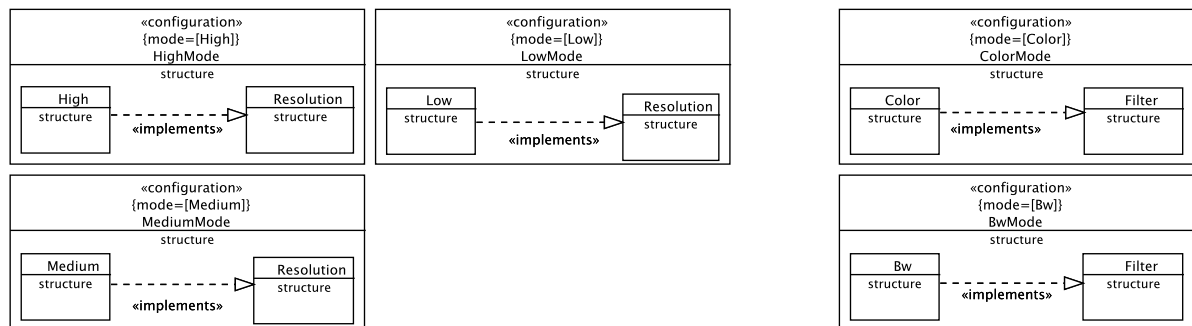 «configuration»
{mode=[High]}
HighMode
structure
High
structure
«implements»
Resolution
structure
«configuration»
{mode=[Low]}
LowMode
structure
Low
structure
«implements»
Resolution
structure
«configuration»
{mode=[Color]}
ColorMode
structure
Color
structure
«implements»
Filter
structure
«configuration»
{mode=[Medium]}
MediumMode
structure
Medium
structure
«implements»
Resolution
structure
«configuration»
{mode=[Bw]}
BwMode
structure
Bw
structure
«implements»
Filter
structure